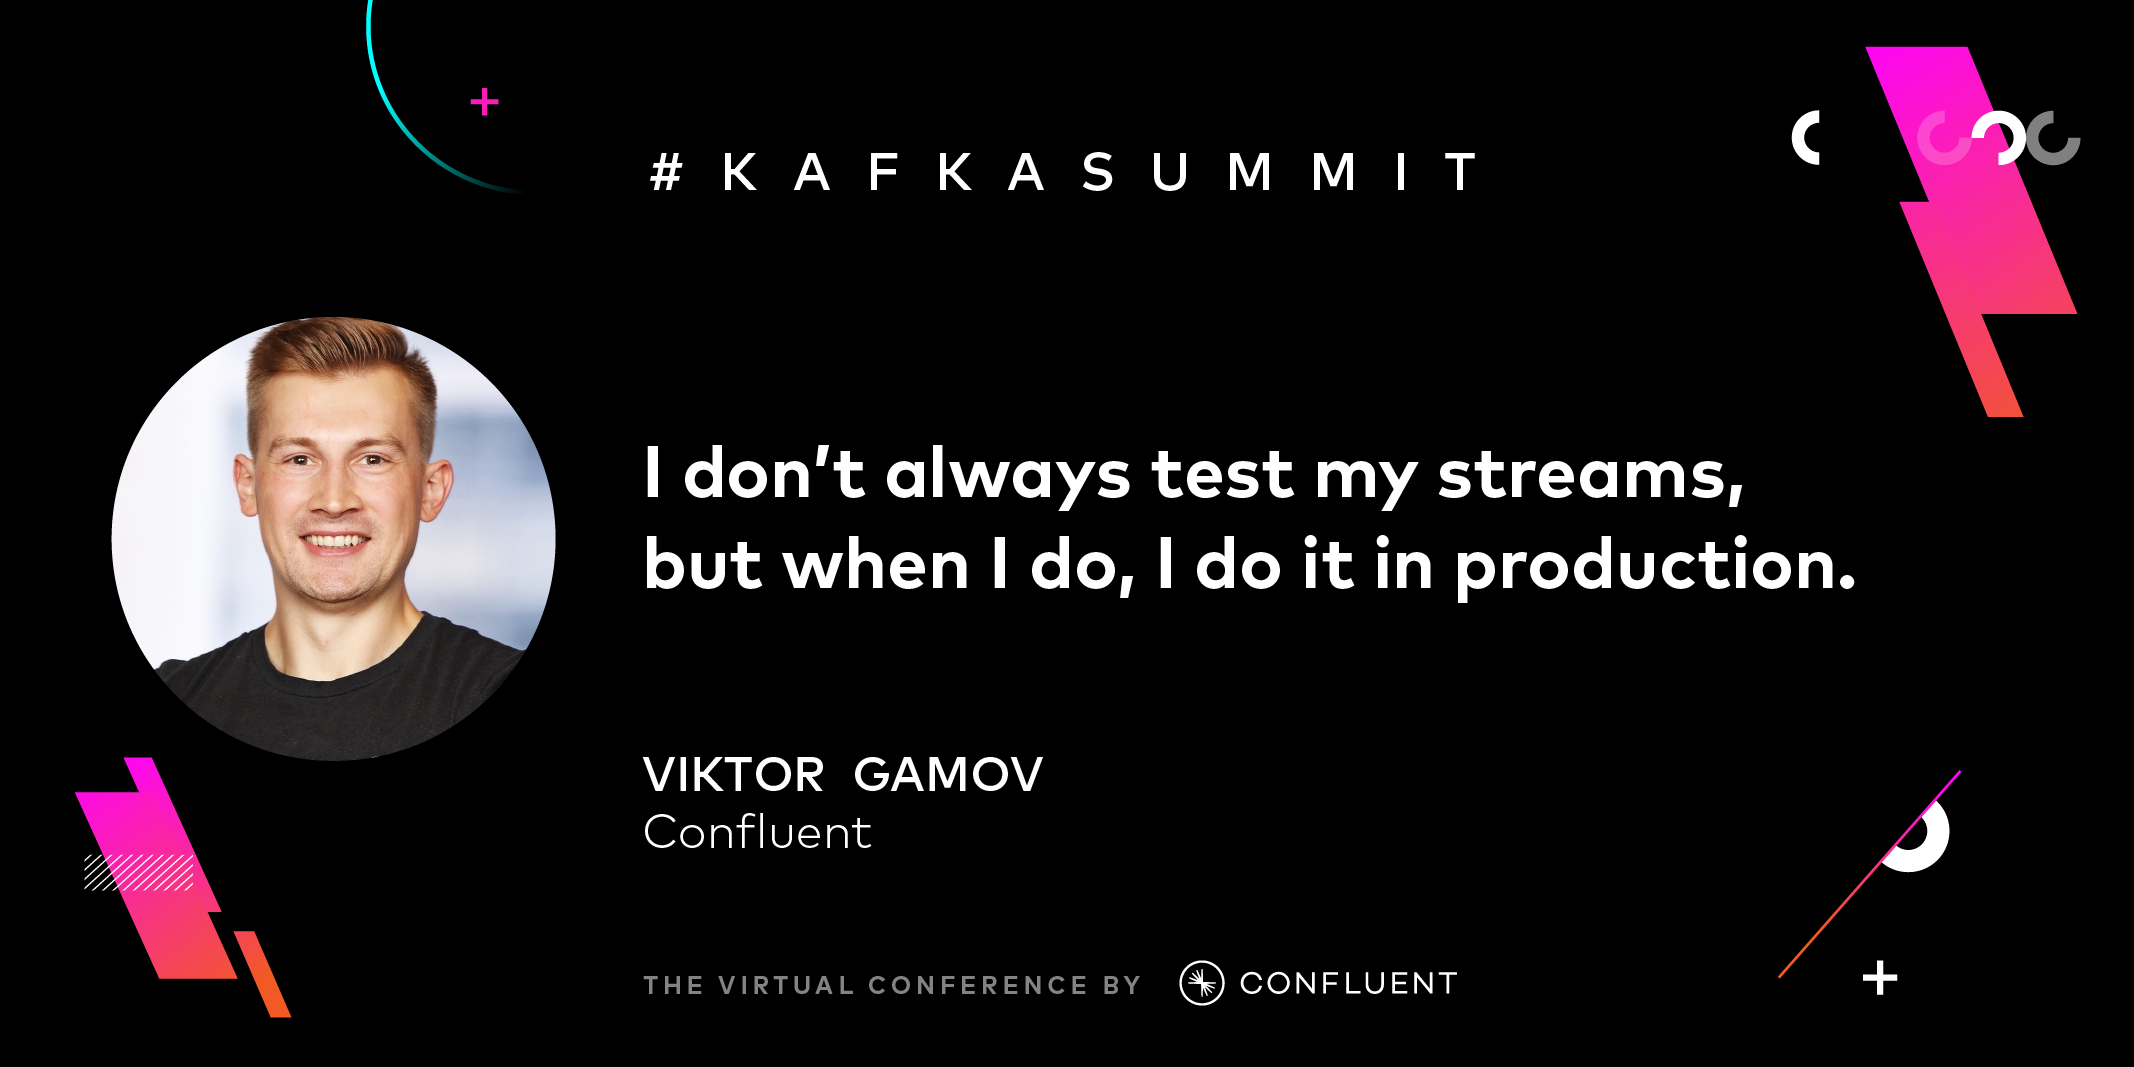 #KAFKASUMMIT
I don’t always test my streams,
but when I do, I do it in production.
VIKTOR GAMOV
Confluent
THE VIRTUAL CONFERENCE BY CONFLUENT